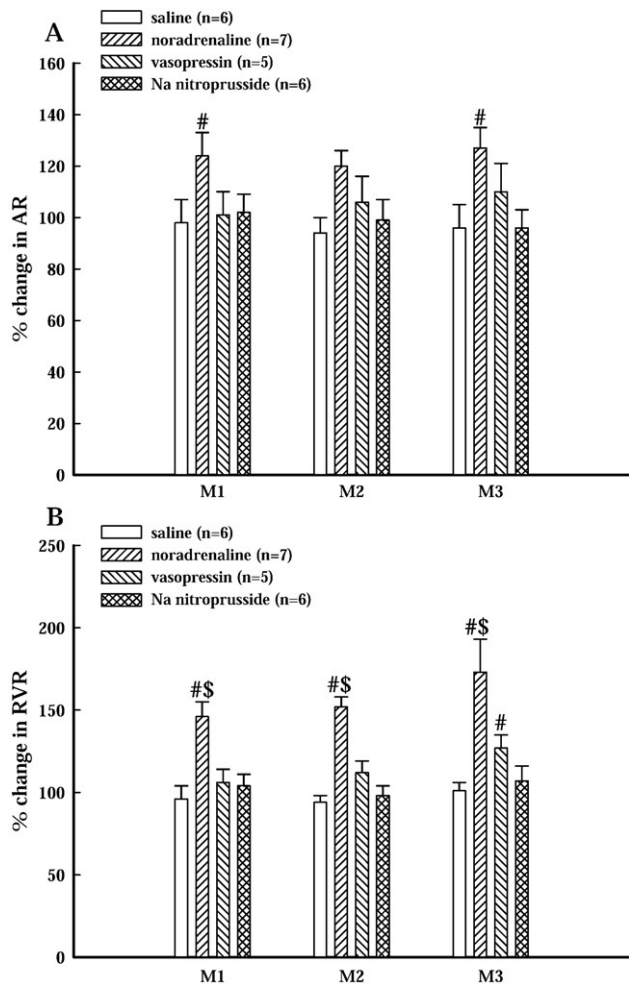 A
saline (n=6)
noradrenaline (n=7)
vasopressin (n=5)
Na nitroprusside (n=6)
% change in AR
160
140
120
100
80
60
40
20
0
#
#
M1 M2 M3
B
saline (n=6)
noradrenaline (n=7)
vasopressin (n=5)
Na nitroprusside (n=6)
% change in RVR
250
200
150
100
50
0
#$
#$
#$
#
M1 M2 M3